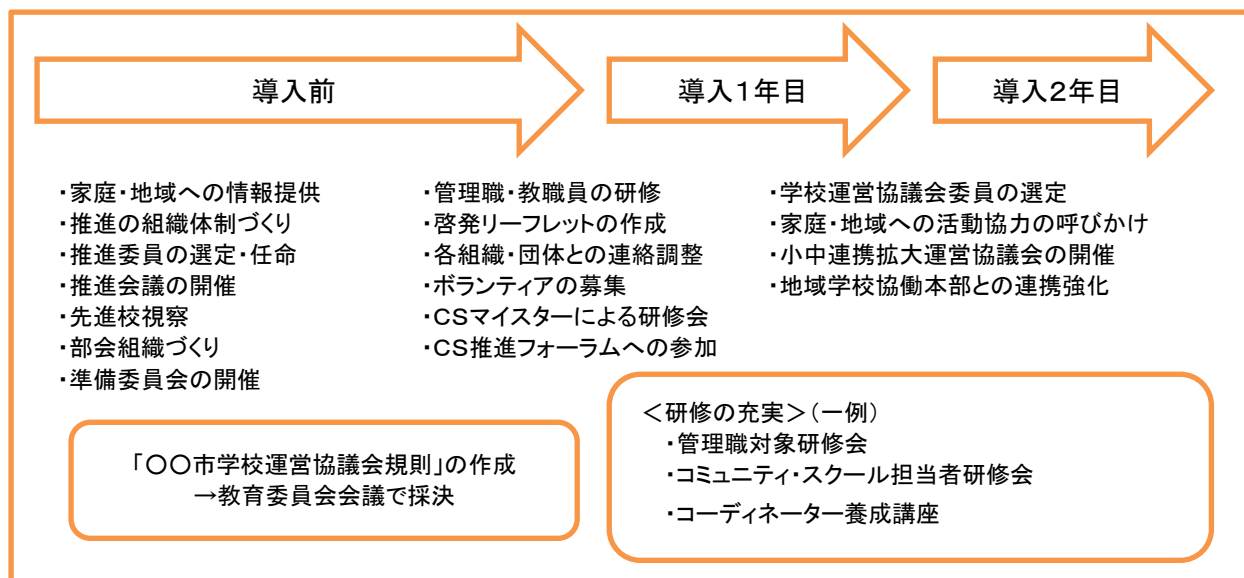 導入前
導入1年目
導入2年目
・家庭・地域への情報提供
・推進の組織体制づくり
・推進委員の選定・任命
・推進会議の開催
・先進校視察
・部会組織づくり
・準備委員会の開催
・管理職・教職員の研修
・啓発リーフレットの作成
・各組織・団体との連絡調整
・ボランティアの募集
・CSマイスターによる研修会
・CS推進フォーラムへの参加
・学校運営協議会委員の選定
・家庭・地域への活動協力の呼びかけ
・小中連携拡大運営協議会の開催
・地域学校協働本部との連携強化
「〇〇市学校運営協議会規則」の作成
→教育委員会会議で採決
＜研修の充実＞（一例）
・管理職対象研修会
・コミュニティ・スクール担当者研修会
・コーディネーター養成講座